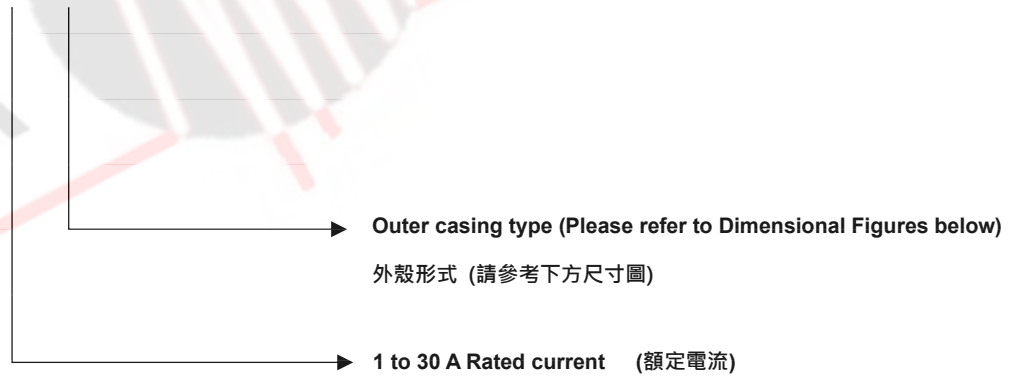 Outer casing type (Please refer to Dimensional Figures below)
外殼形式 (請參考下方尺寸圖)
1 to 30 A Rated current (額定電流)